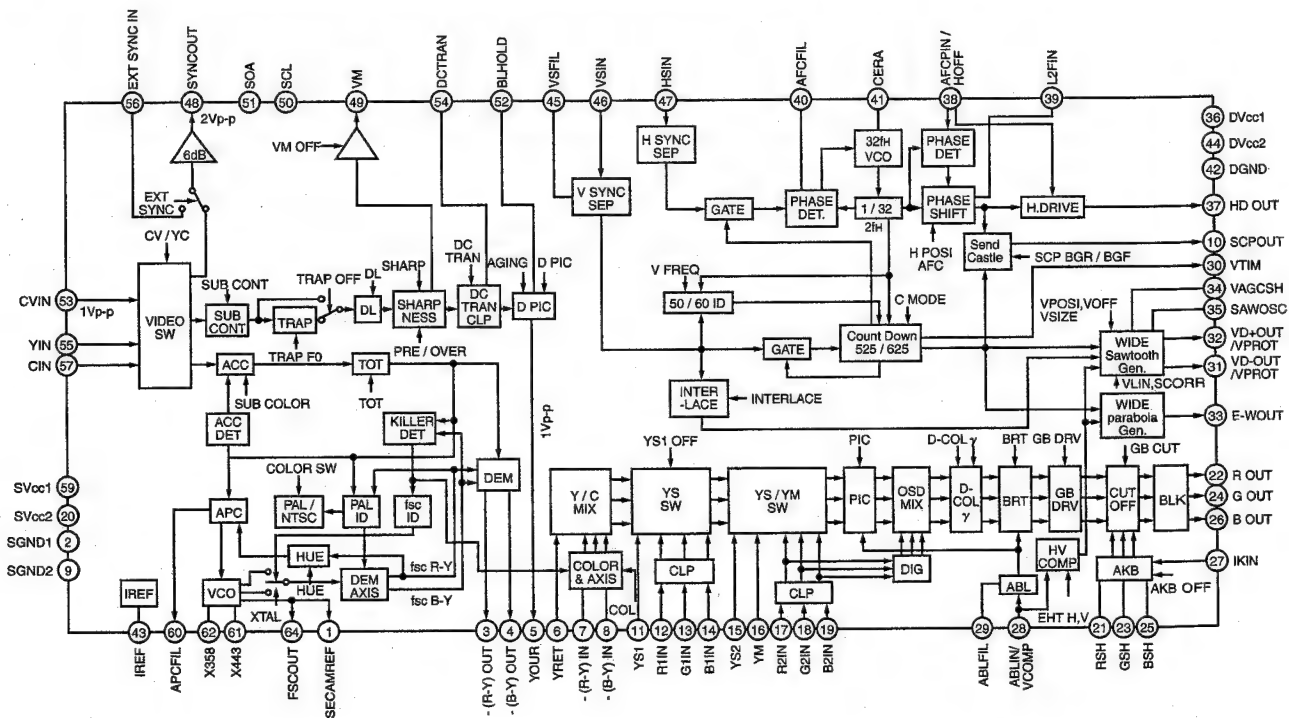 EXT SYNC IN
SYNCOUT
SOA
SCL
VM
DCTRAN
BLHOLD
VSFIL
VSIN
HSIN
AFCFIL
CERA
AFCPIN / HOFF
L2FIN
56
48
51
50
49
54
52
45
46
47
40
41
38
39
2Vp-p
6dB
VM OFF
EXT SYNC
CV / YC
H SYNC SEP
V SYNC SEP
GATE
PHASE DET.
32fH VCO
1 / 32
2fH
PHASE DET
PHASE SHIFT
H.DRIVE
H POSI
AFC
Send Castle
SCP BGR / BGF
36 DVcc1
44 DVcc2
42 DGND
37 HD OUT
10 SCPOUT
30 VTIM
34 VAGCSH
35 SAWOSC
32 VD+OUT /VPROT
31 VD-OUT /VPROT
33 E-WOUT
22 R OUT
24 G OUT
26 B OUT
27 IKIN
CVIN 53
1Vp-p
YIN 55
CIN 57
VIDEO SW
SUB CONT
SUB CONT
TRAP OFF
TRAP
TRAP F0
DL
DL
SHARP
SHARP NESS
PRE / OVER
DC TRAN
DC TRAN CLP
AGING
D PIC
D PIC
V FREQ
50 / 60 ID
C MODE
GATE
Count Down 525 / 625
VPOSI,VOFF
VSIZE
WIDE Sawtooth Gen.
VLIN,SCORR
INTER -LACE
INTERLACE
WIDE parabola Gen.
ACC
SUB COLOR
TOT
TOT
ACC DET
KILLER DET
1Vp-p
SVcc1 59
SVcc2 20
SGND1 2
SGND2 9
COLOR SW
APC
PAL / NTSC
PAL ID
fsc ID
DEM
HUE
HUE
DEM AXIS
fsc R-Y
fsc B-Y
VCO
XTAL
IREF
YS1 OFF
PIC
D-COL γ
BRT
GB DRV
GB CUT
Y / C MIX
YS SW
YS / YM SW
PIC
OSD MIX
D-COL γ
BRT
GB DRV
CUT OFF
BLK
COLOR & AXIS
COL
CLP
CLP
DIG
HV COMP
ABL
EHT H,V
AKB
AKB OFF
43
60
62
61
64
1
3
4
5
6
7
8
11
12
13
14
15
16
17
18
19
29
28
21
23
25
IREF
APCFIL
X358
X443
FSCOUT
SECAMREF
- (R-Y) OUT
- (B-Y) OUT
YOUR
YRET
- (R-Y) IN
- (B-Y) IN
YS1
R1IN
G1IN
B1IN
YS2
YM
R2IN
G2IN
B2IN
ABLFIL
ABLIN/ VCOMP
RSH
GSH
BSH